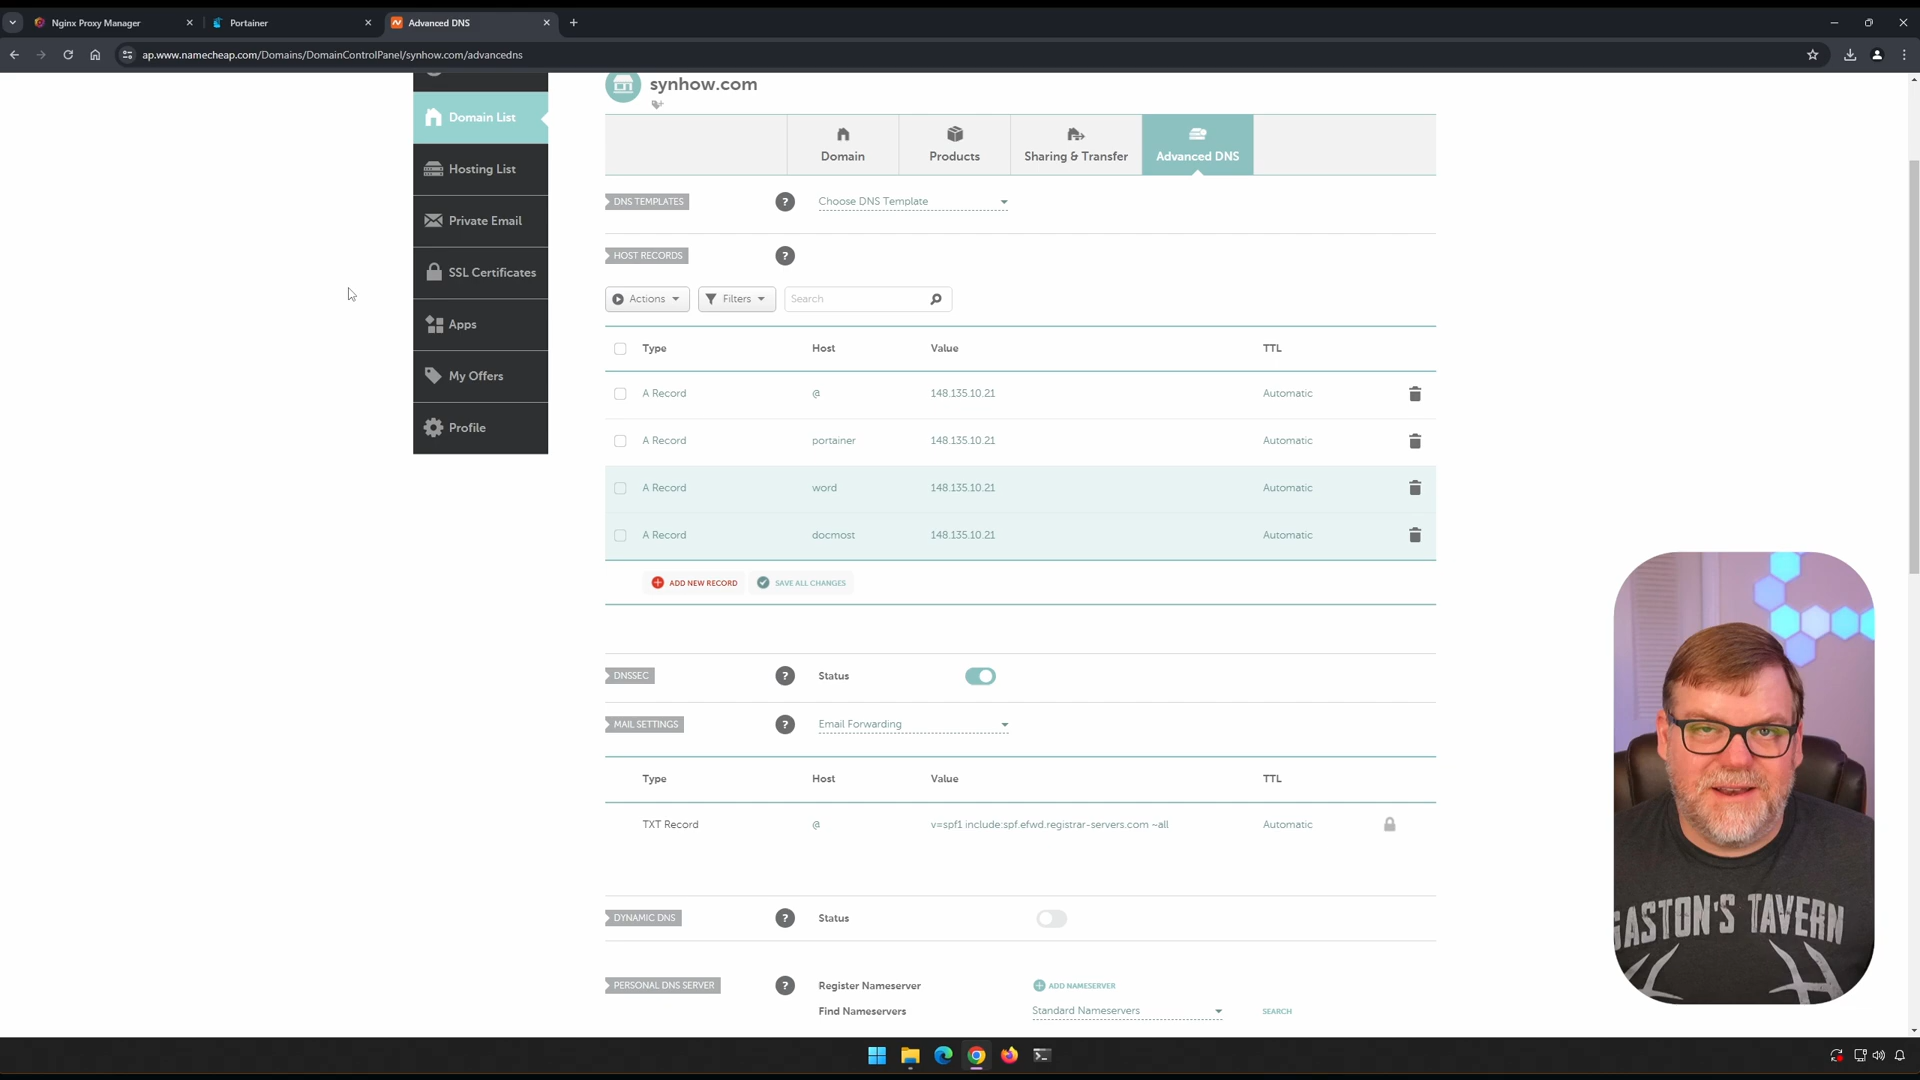 Nginx Proxy Manager
Portainer
Advanced DNS
ap.www.namecheap.com/Domains/DomainControlPanel/synhow.com/advancedns
synhow.com
Domain List
Hosting List
Private Email
SSL Certificates
Apps
My Offers
Profile
Domain
Products
Sharing & Transfer
Advanced DNS
DNS TEMPLATES
?
Choose DNS Template
HOST RECORDS
?
Actions
Filters
Search
Type Host Value TTL
A Record @ 148.135.10.21 Automatic
A Record portainer 148.135.10.21 Automatic
A Record word 148.135.10.21 Automatic
A Record docmost 148.135.10.21 Automatic
ADD NEW RECORD
SAVE ALL CHANGES
DNSSEC
?
Status
MAIL SETTINGS
?
Email Forwarding
Type Host Value TTL
TXT Record @ v=spf1 include:spf.efwd.registrar-servers.com ~all Automatic
DYNAMIC DNS
?
Status
PERSONAL DNS SERVER
?
Register Nameserver
ADD NAMESERVER
Find Nameservers
Standard Nameservers
SEARCH
GASTON'S TAVERN